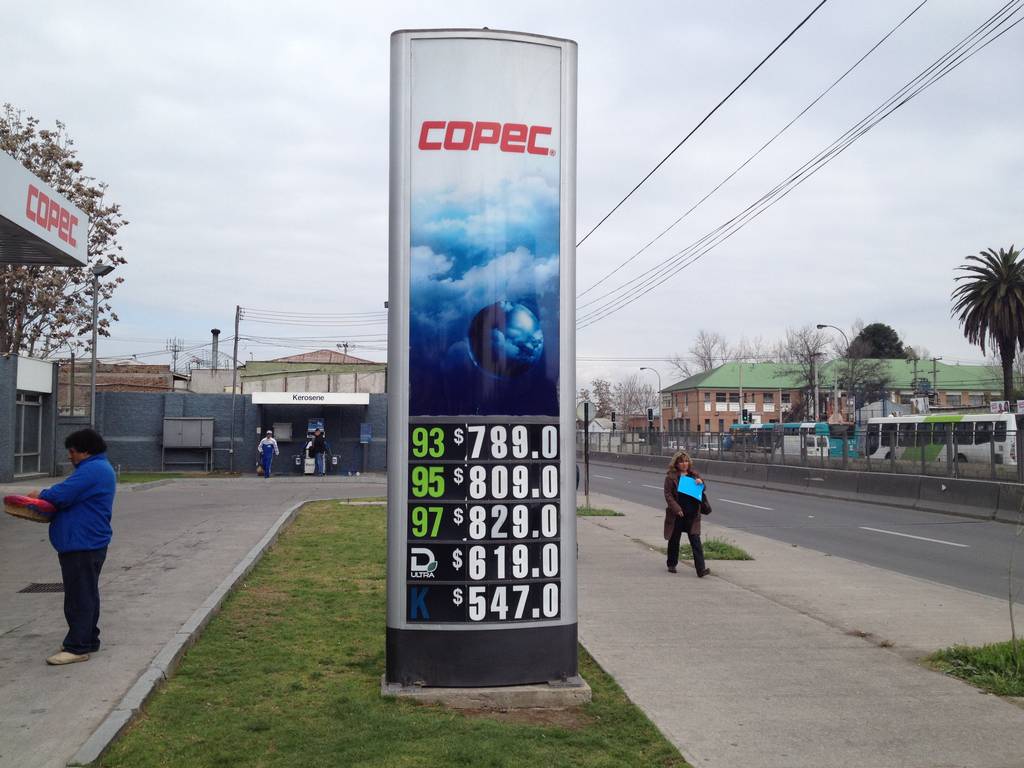 COPEC®
COPEC
Kerosene
93 $789.0
95 $809.0
97 $829.0
D ULTRA $619.0
K $547.0